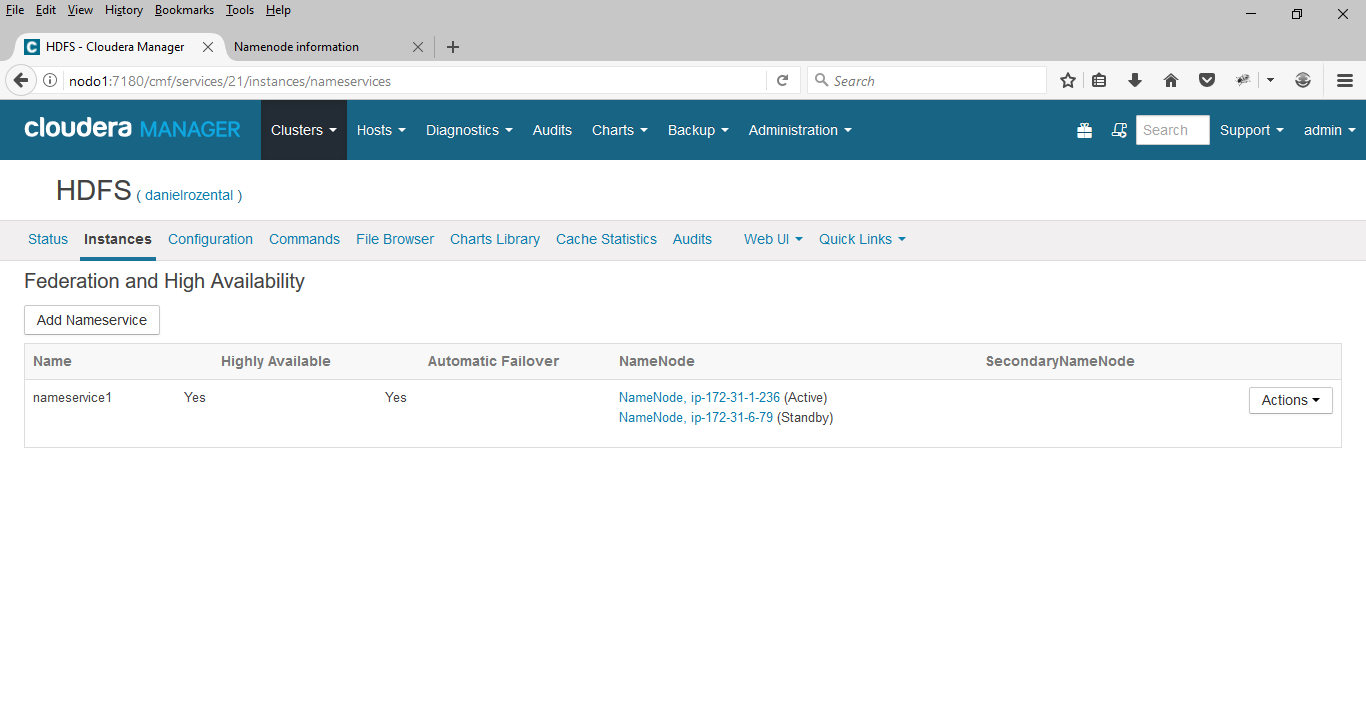 File Edit View History Bookmarks Tools Help
HDFS - Cloudera Manager Namenode information
nodo1:7180/cmf/services/21/instances/nameservices Search
cloudera MANAGER Clusters Hosts Diagnostics Audits Charts Backup Administration Search Support admin
HDFS ( danielrozental )
Status Instances Configuration Commands File Browser Charts Library Cache Statistics Audits Web UI Quick Links
Federation and High Availability
Add Nameservice
Name Highly Available Automatic Failover NameNode SecondaryNameNode
nameservice1 Yes Yes NameNode, ip-172-31-1-236 (Active) Actions
NameNode, ip-172-31-6-79 (Standby)